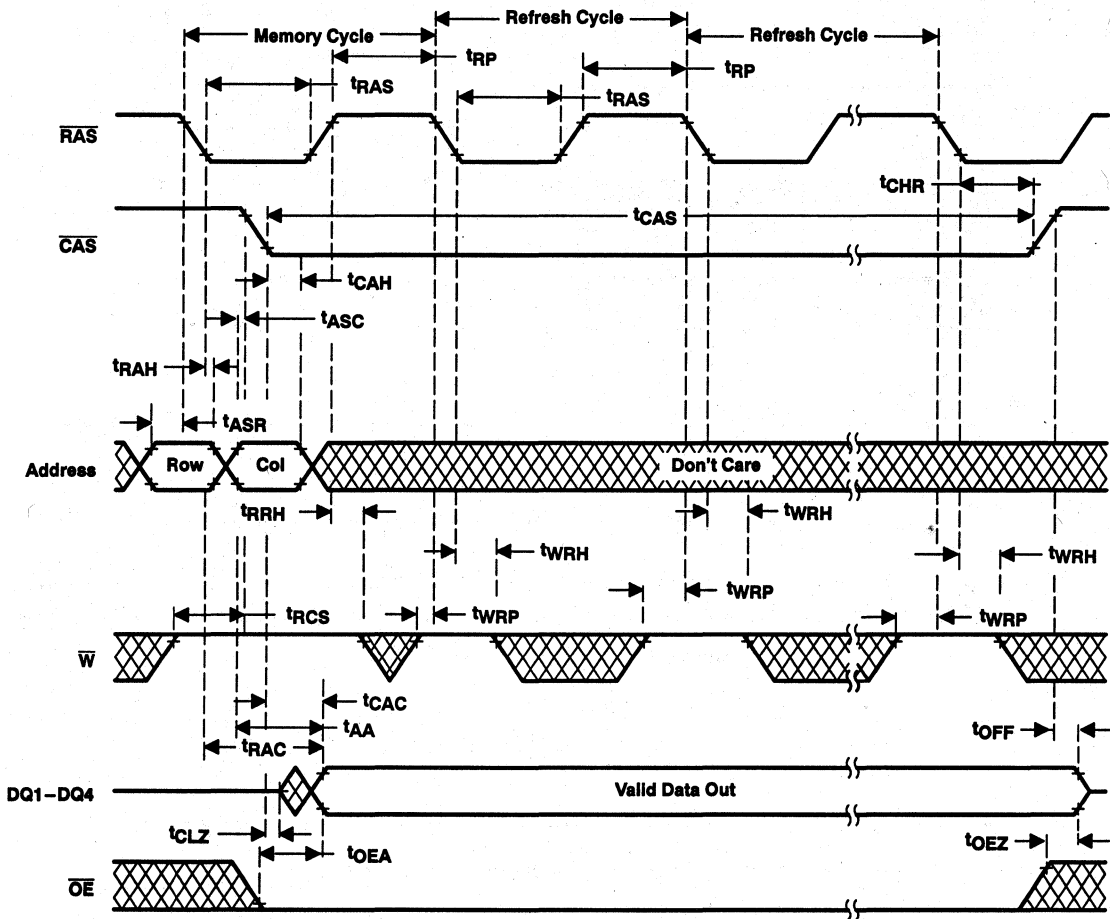 Refresh Cycle
Memory Cycle
Refresh Cycle
tRP
tRP
tRAS
tRAS
RAS
tCHR
tCAS
CAS
tCAH
tASC
tRAH
tASR
Address
Row
Col
Don't Care
tRRH
tWRH
tWRH
tWRH
tRCS
tWRP
tWRP
tWRP
W
tCAC
tAA
tRAC
tOFF
DQ1–DQ4
Valid Data Out
tCLZ
tOEA
tOEZ
OE